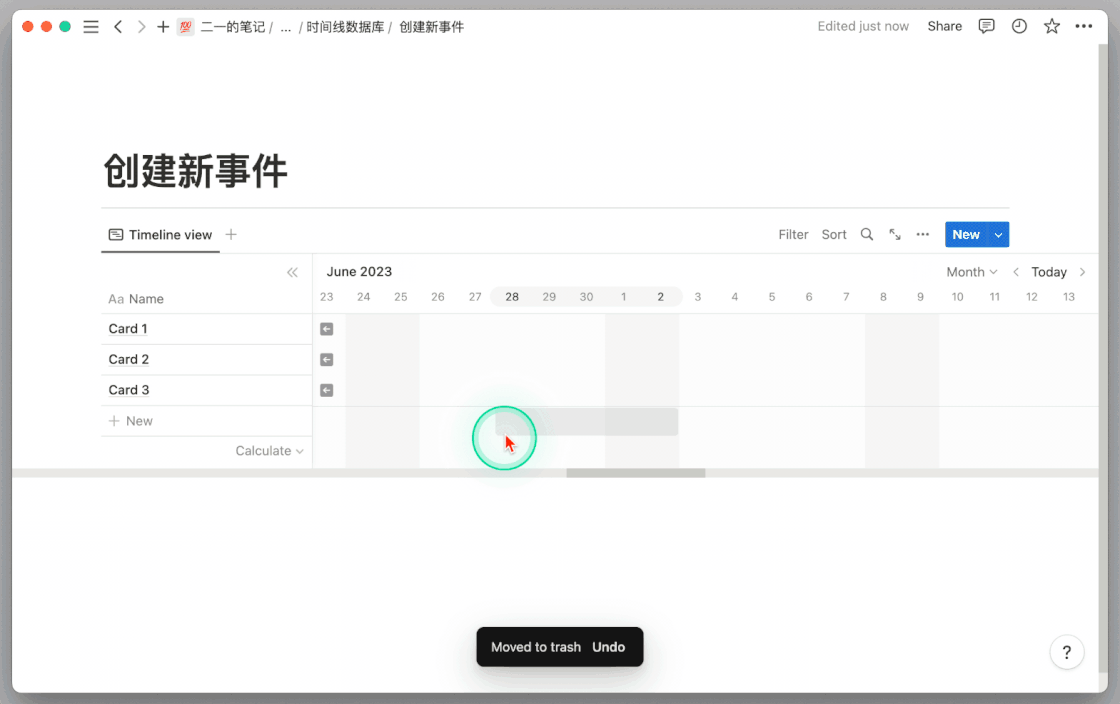 💯 二一的笔记 / ... / 时间线数据库 / 创建新事件 Edited just now Share
创建新事件
Timeline view Filter Sort New
June 2023 Month Today
Aa Name 23 24 25 26 27 28 29 30 1 2 3 4 5 6 7 8 9 10 11 12 13
Card 1
Card 2
Card 3
+ New
Calculate
Moved to trash Undo
?